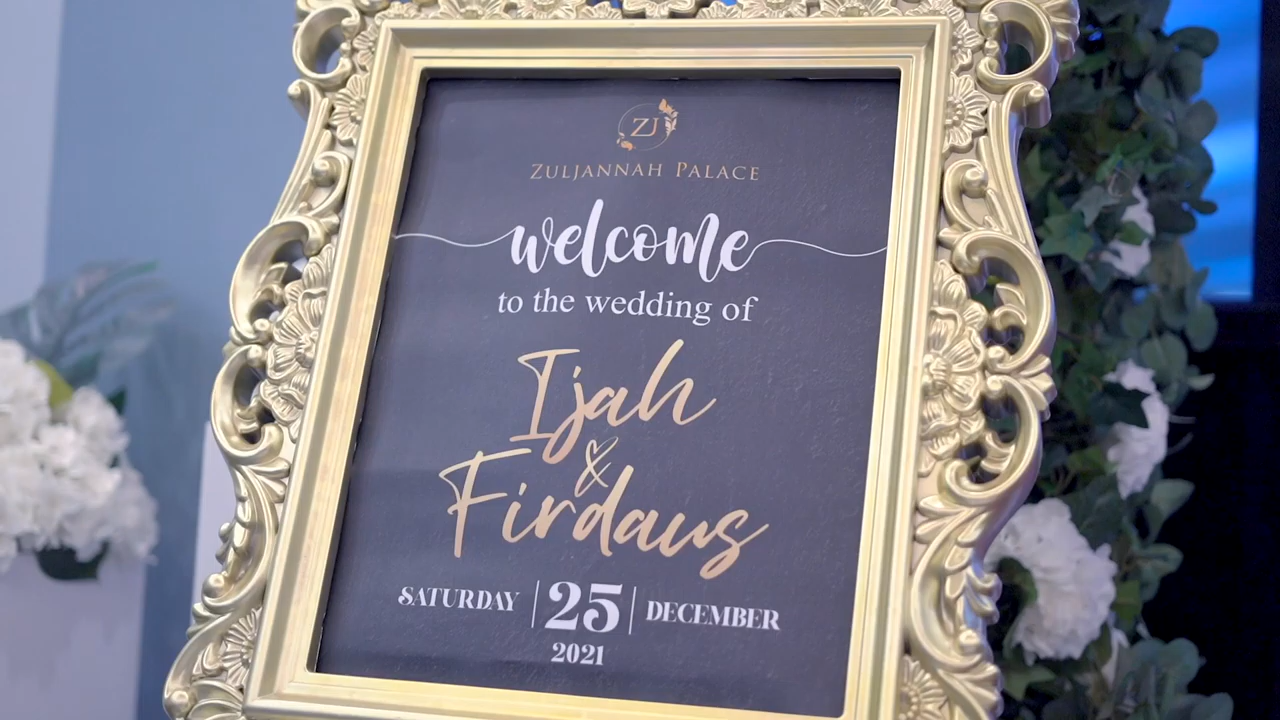 ZJ
ZULJANNAH PALACE
welcome
to the wedding of
Ijah
&
Firdaus
SATURDAY | 25 | DECEMBER
2021